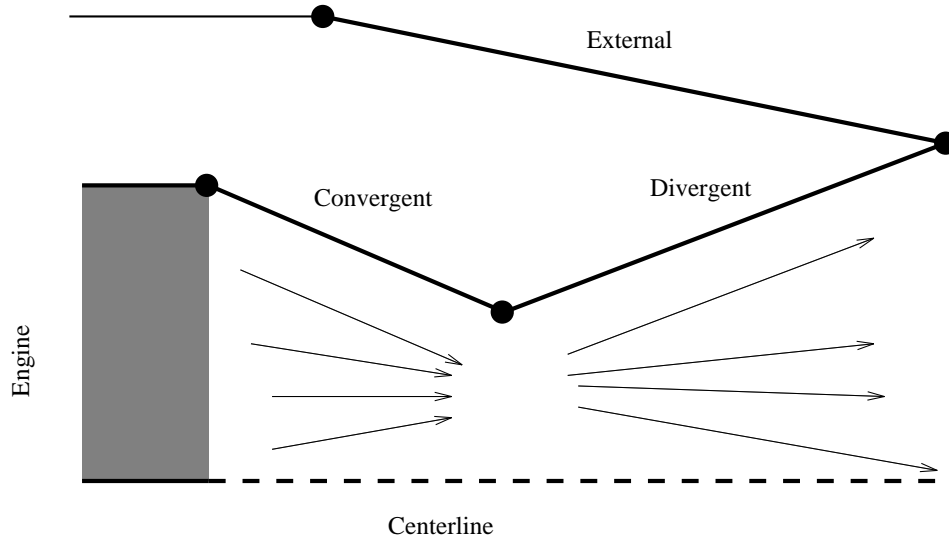 External
Convergent
Divergent
Engine
Centerline